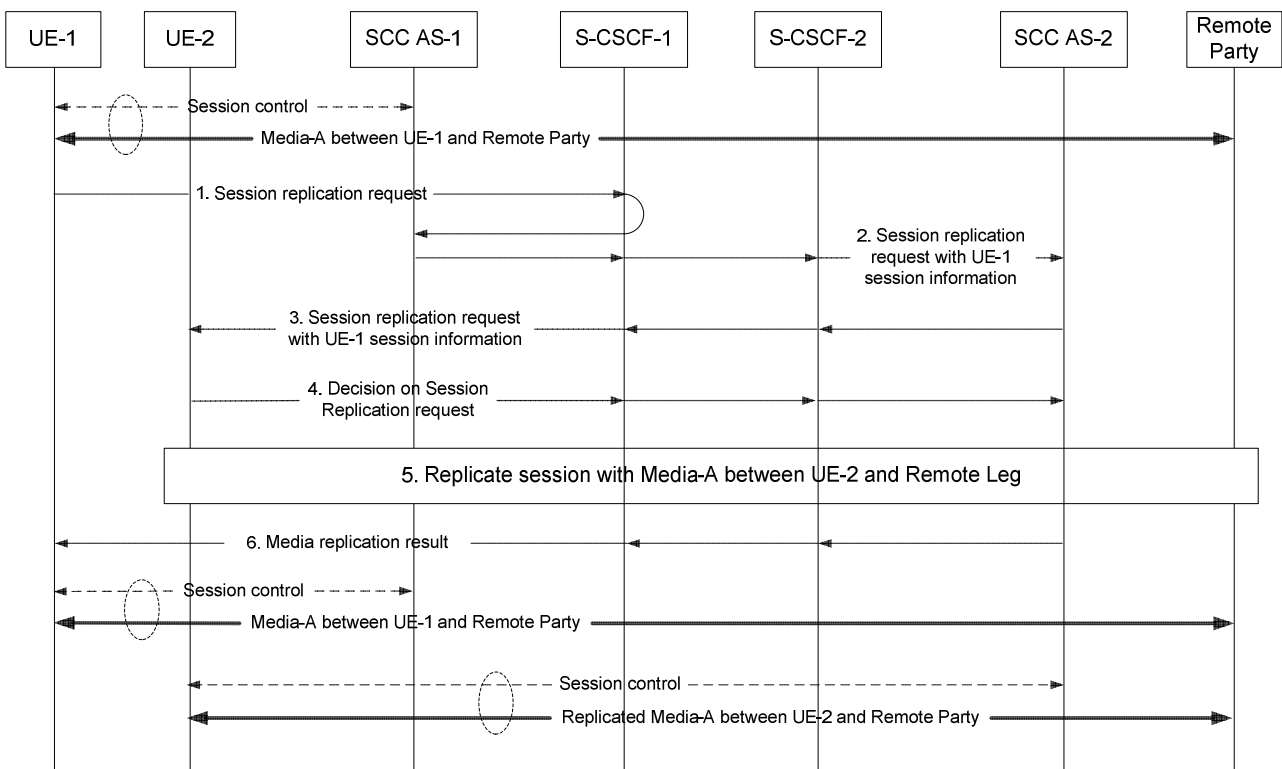 UE-1
UE-2
SCC AS-1
S-CSCF-1
S-CSCF-2
SCC AS-2
Remote
Party
Session control
Media-A between UE-1 and Remote Party
1. Session replication request
2. Session replication
request with UE-1
session information
3. Session replication request
with UE-1 session information
4. Decision on Session
Replication request
5. Replicate session with Media-A between UE-2 and Remote Leg
6. Media replication result
Session control
Media-A between UE-1 and Remote Party
Session control
Replicated Media-A between UE-2 and Remote Party